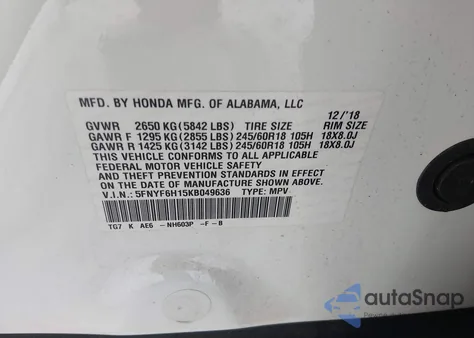 MFD. BY HONDA MFG. OF ALABAMA, LLC
12/'18
GVWR 2650 KG(5842 LBS) TIRE SIZE RIM SIZE
GAWR F 1295 KG (2855 LBS) 245/60R18 105H 18X8.0J
GAWR R 1425 KG (3142 LBS) 245/60R18 105H 18X8.0J
THIS VEHICLE CONFORMS TO ALL APPLICABLE
FEDERAL MOTOR VEHICLE SAFETY
AND THEFT PREVENTION STANDARDS IN EFFECT ON
THE DATE OF MANUFACTURE SHOWN ABOVE.
V.I.N.: 5FNYF6H15KB049636 TYPE: MPV
TG7 K AE6 -NH603P -F-B
autoSnap